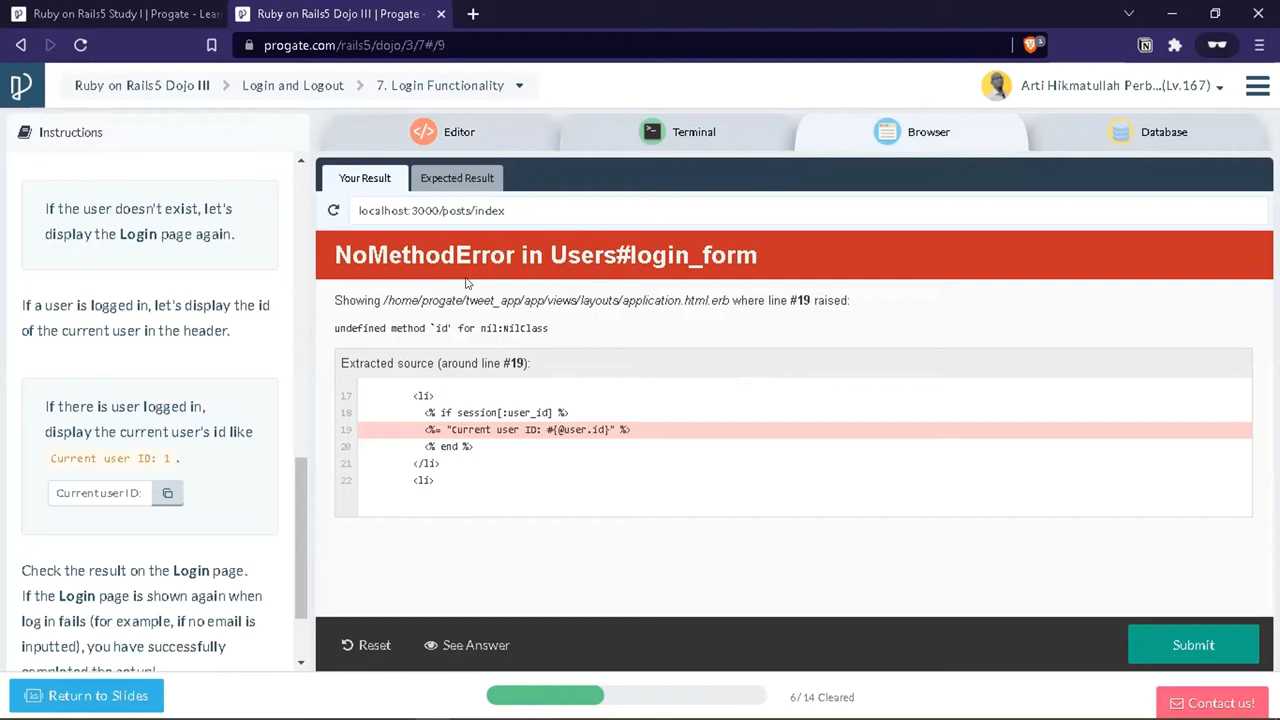 Ruby on Rails5 Study I | Progate - Lear
Ruby on Rails5 Dojo III | Progate -
progate.com/rails5/dojo/3/7#/9
Ruby on Rails5 Dojo III
Login and Logout
7. Login Functionality
Arti Hikmatullah Perb...(Lv.167)
Instructions
Editor
Terminal
Browser
Database
If the user doesn't exist, let's
display the Login page again.
If a user is logged in, let's display the id
of the current user in the header.
If there is user logged in,
display the current user's id like
Current user ID: 1 .
Current user ID:
Check the result on the Login page.
If the Login page is shown again when
log in fails (for example, if no email is
inputted), you have successfully
completed the setup!
Your Result
Expected Result
localhost:3000/posts/index
NoMethodError in Users#login_form
Showing /home/progate/tweet_app/app/views/layouts/application.html.erb where line #19 raised:
undefined method `id' for nil:NilClass
Extracted source (around line #19):
17 <li>
18 <% if session[:user_id] %>
19 <%= "Current user ID: #{@user.id}" %>
20 <% end %>
21 </li>
22 <li>
Reset
See Answer
Submit
Return to Slides
6/14 Cleared
Contact us!